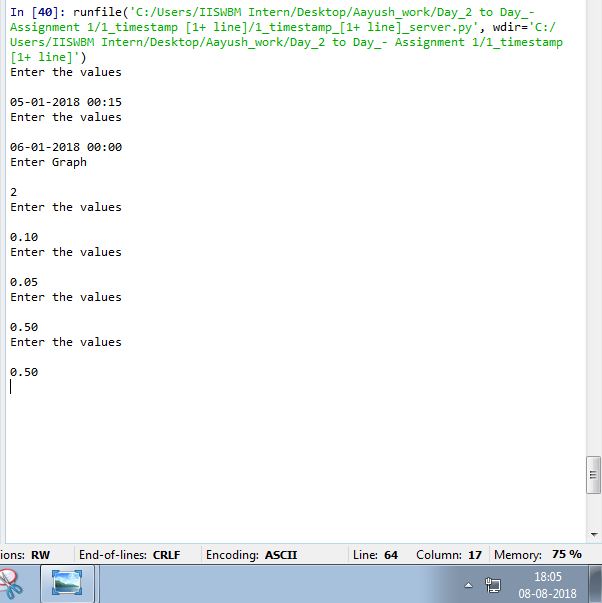 In [40]: runfile('C:/Users/IISWBM Intern/Desktop/Aayush_work/Day_2 to Day_-
Assignment 1/1_timestamp [1+ line]/1_timestamp_[1+ line]_server.py', wdir='C:/
Users/IISWBM Intern/Desktop/Aayush_work/Day_2 to Day_- Assignment 1/1_timestamp
[1+ line]')
Enter the values
05-01-2018 00:15
Enter the values
06-01-2018 00:00
Enter Graph
2
Enter the values
0.10
Enter the values
0.05
Enter the values
0.50
Enter the values
0.50
ions: RW End-of-lines: CRLF Encoding: ASCII Line: 64 Column: 17 Memory: 75 %
18:05
08-08-2018